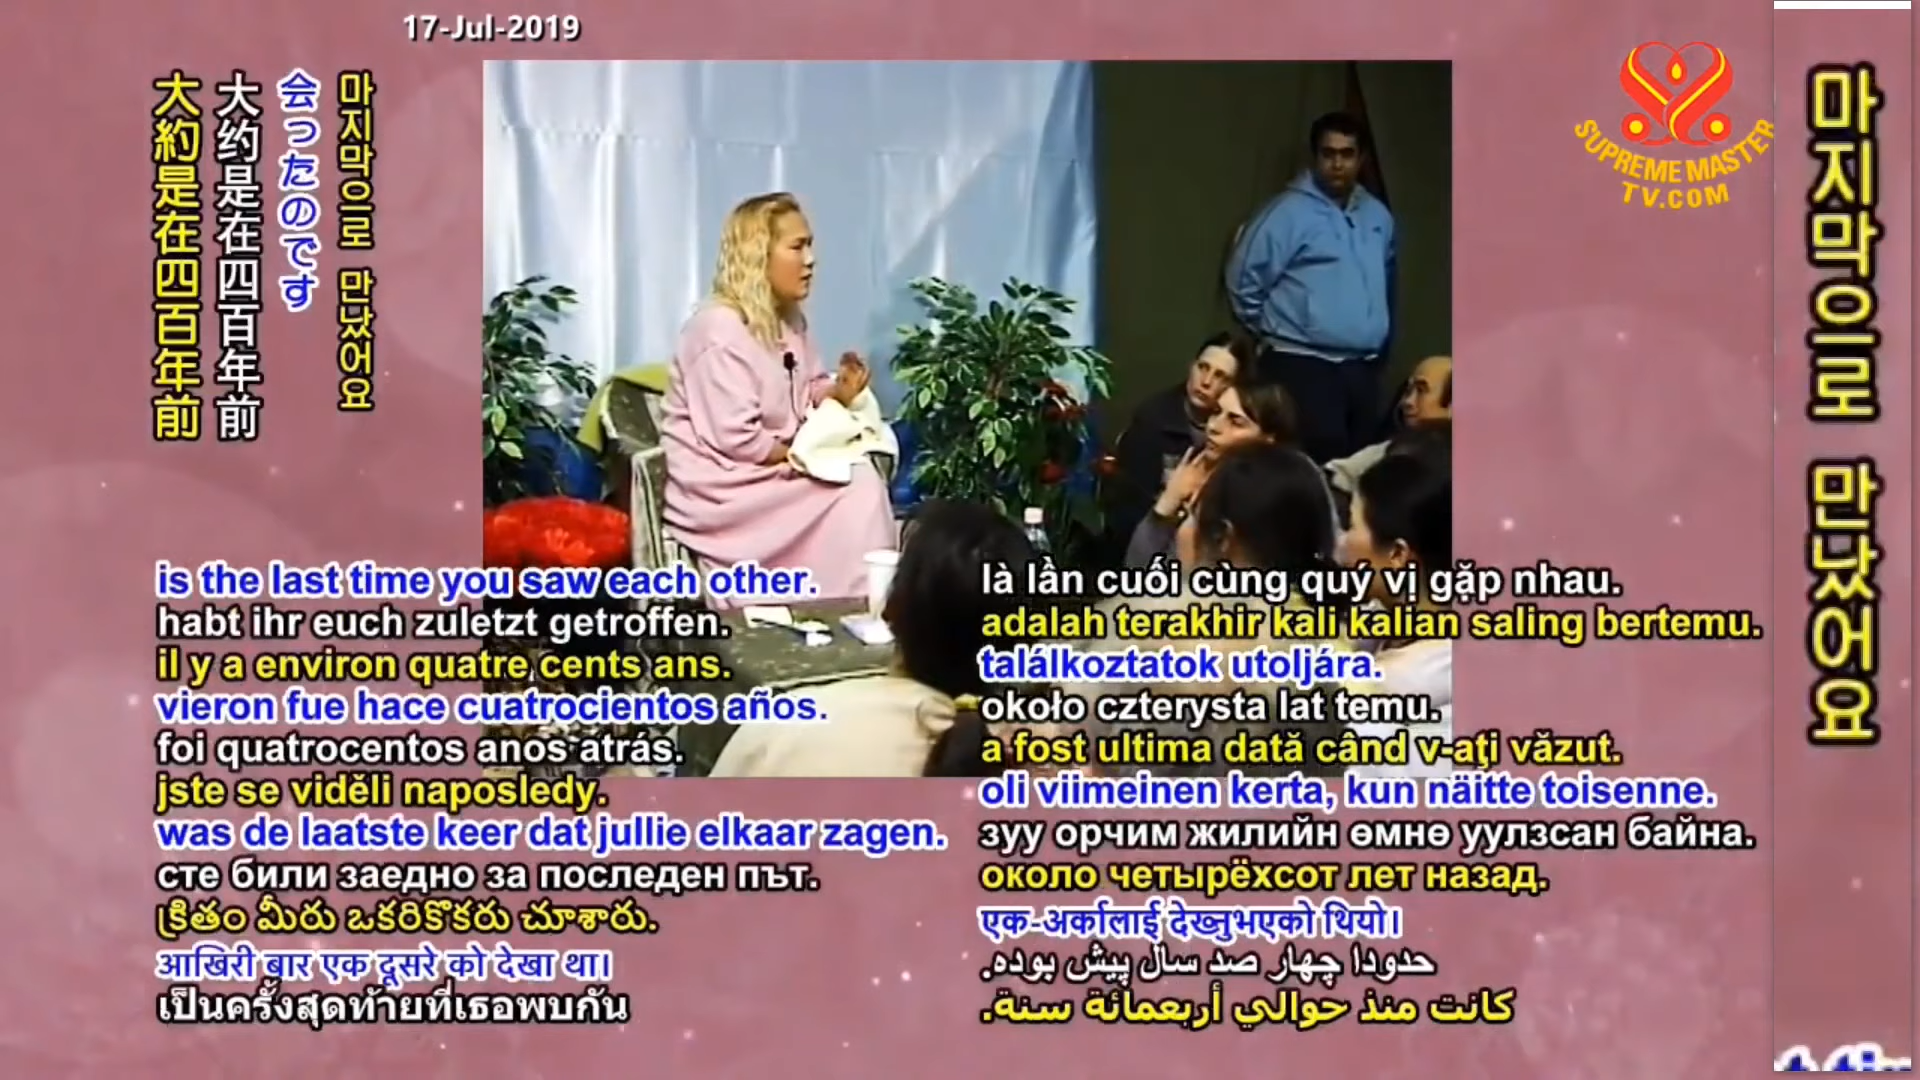 17-Jul-2019
SUPREME MASTER
TV.COM
마지막으로 만났어요
会ったのです
大约是在四百年前
大約是在四百年前
마지막으로 만났어요
is the last time you saw each other.
habt ihr euch zuletzt getroffen.
il y a environ quatre cents ans.
vieron fue hace cuatrocientos años.
foi quatrocentos anos atrás.
jste se viděli naposledy.
was de laatste keer dat jullie elkaar zagen.
сте били заедно за последен път.
క్రితం మీరు ఒకరికొకరు చూశారు.
आखिरी बार एक दूसरे को देखा था।
เป็นครั้งสุดท้ายที่เธอพบกัน
là lần cuối cùng quý vị gặp nhau.
adalah terakhir kali kalian saling bertemu.
találkoztatok utoljára.
około czterysta lat temu.
a fost ultima dată când v-aţi văzut.
oli viimeinen kerta, kun näitte toisenne.
зуу орчим жилийн өмнө уулзсан байна.
около четырёхсот лет назад.
एक-अर्कालाई देख्नुभएको थियो।
حدودا چهار صد سال پیش بوده.
كانت منذ حوالي أربعمائة سنة.